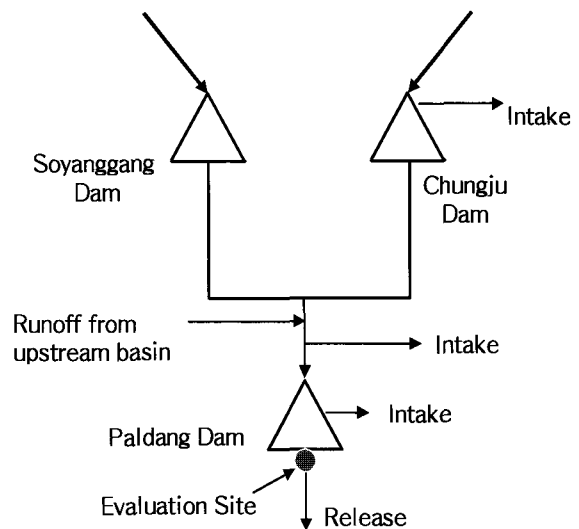 Intake
Soyanggang
Dam
Chungju
Dam
Runoff from
upstream basin
Intake
Intake
Paldang Dam
Evaluation Site
Release